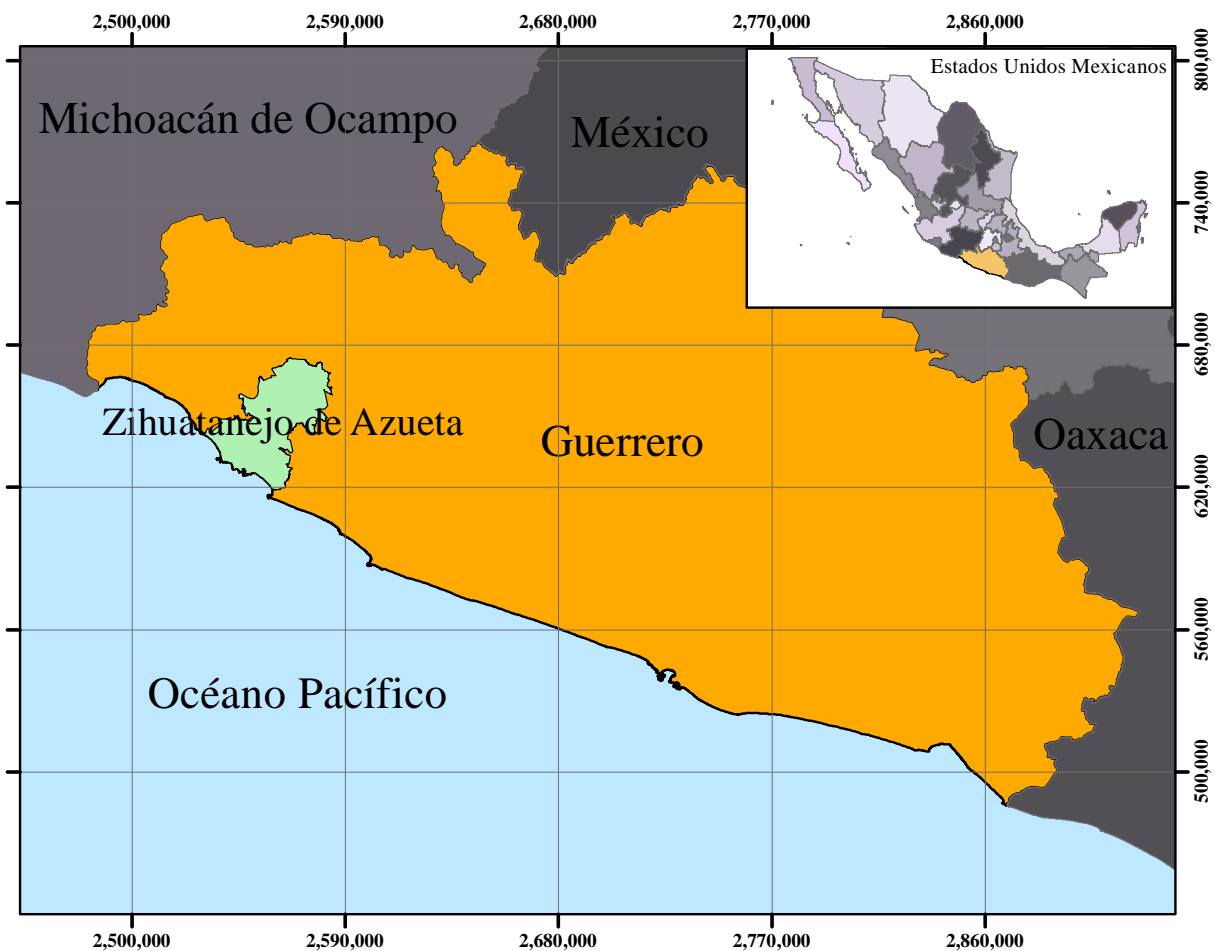 2,500,000
2,590,000
2,680,000
2,770,000
2,860,000
Estados Unidos Mexicanos
800,000
Michoacán de Ocampo
México
740,000
680,000
Zihuatanejo de Azueta
Guerrero
Oaxaca
620,000
560,000
Océano Pacífico
500,000
2,500,000
2,590,000
2,680,000
2,770,000
2,860,000